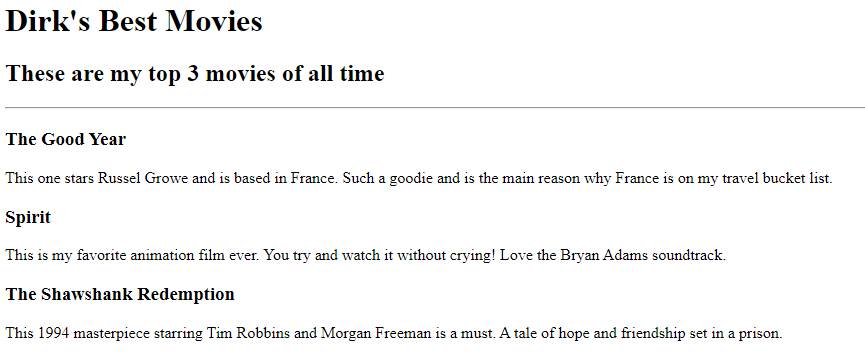 Dirk's Best Movies
These are my top 3 movies of all time
The Good Year
This one stars Russel Growe and is based in France. Such a goodie and is the main reason why France is on my travel bucket list.
Spirit
This is my favorite animation film ever. You try and watch it without crying! Love the Bryan Adams soundtrack.
The Shawshank Redemption
This 1994 masterpiece starring Tim Robbins and Morgan Freeman is a must. A tale of hope and friendship set in a prison.